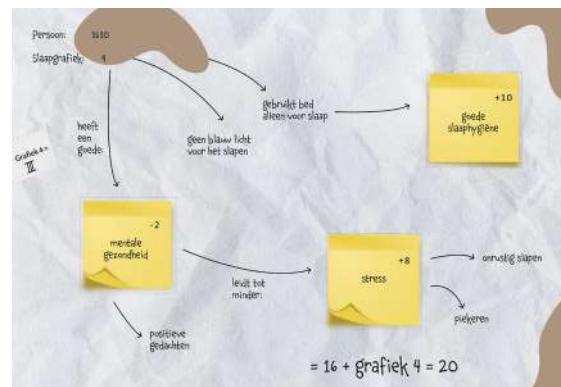 Persoon: 1610
Slaapgrafiek: 4
heeft
een
goede:
Grafiek 4 =
III
geen blauw licht
voor het slapen
gebruikt bed
alleen voor slaap
+10
goede
slaaphygiëne
-2
mentale
gezondheid
positieve
gedachten
leidt tot
minder:
+8
stress
onrustig slapen
piekeren
= 16 + grafiek 4 = 20